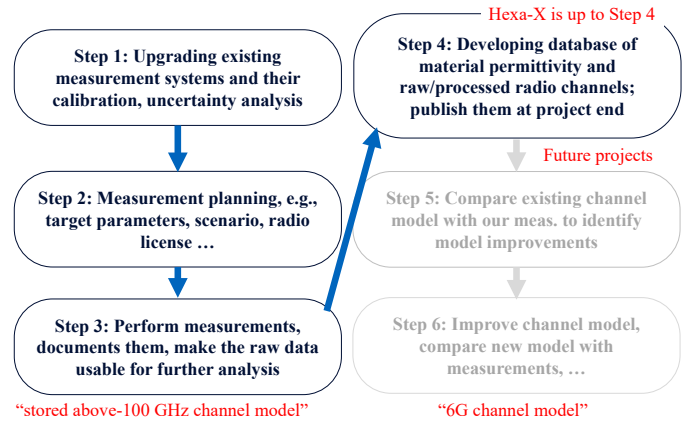 Hexa-X is up to Step 4
Step 1: Upgrading existing
measurement systems and their
calibration, uncertainty analysis
Step 2: Measurement planning, e.g.,
target parameters, scenario, radio
license …
Step 3: Perform measurements,
documents them, make the raw data
usable for further analysis
“stored above-100 GHz channel model”
Step 4: Developing database of
material permittivity and
raw/processed radio channels;
publish them at project end
Future projects
Step 5: Compare existing channel
model with our meas. to identify
model improvements
Step 6: Improve channel model,
compare new model with
measurements, …
“6G channel model”